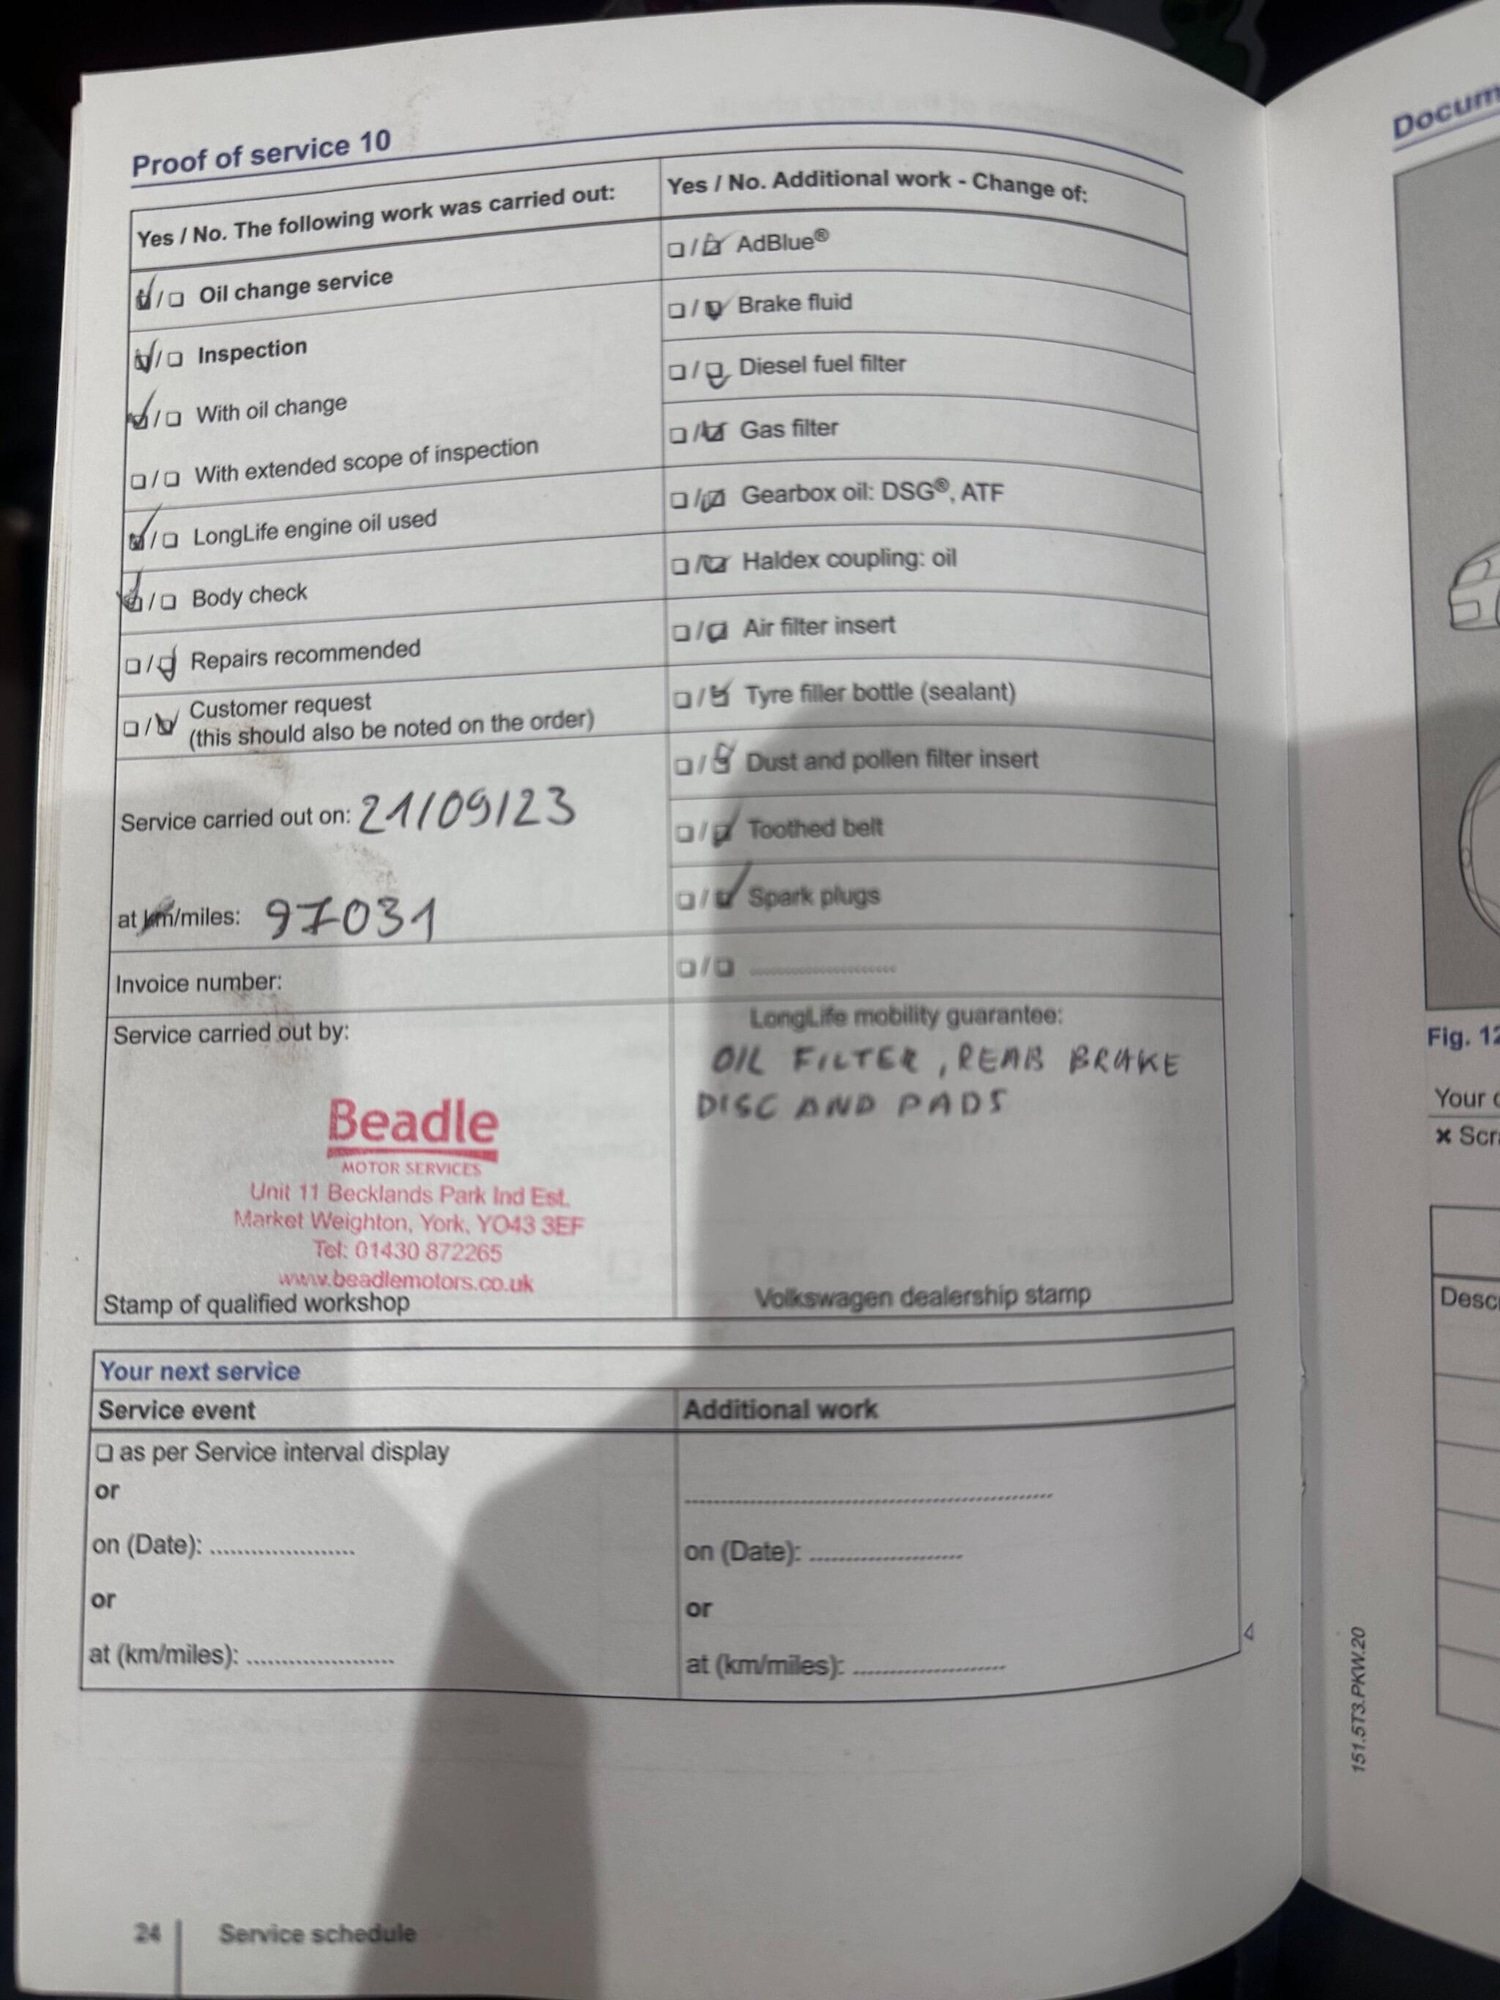 Proof of service 10
Yes / No. The following work was carried out:
☑/☐ Oil change service
☑/☐ Inspection
☑/☐ With oil change
☐/☐ With extended scope of inspection
☑/☐ LongLife engine oil used
☑/☐ Body check
☐/☑ Repairs recommended
☐/☑ Customer request
(this should also be noted on the order)
Service carried out on: 21/09/23
at km/miles: 97031
Invoice number:
Service carried out by:
Beadle
MOTOR SERVICES
Unit 11 Becklands Park Ind Est,
Market Weighton, York, YO43 3EF
Tel: 01430 872265
www.beadlemotors.co.uk
Stamp of qualified workshop
Yes / No. Additional work - Change of:
☐/☑ AdBlue®
☐/☑ Brake fluid
☐/☑ Diesel fuel filter
☐/☑ Gas filter
☐/☑ Gearbox oil: DSG®, ATF
☐/☑ Haldex coupling: oil
☐/☑ Air filter insert
☐/☑ Tyre filler bottle (sealant)
☐/☑ Dust and pollen filter insert
☐/☑ Toothed belt
☐/☑ Spark plugs
☐/☐ ......................
LongLife mobility guarantee:
OIL FILTER, REAR BRAKE
DISC AND PADS
Volkswagen dealership stamp
Your next service
Service event
☐ as per Service interval display
or
on (Date): .....................
or
at (km/miles): .....................
Additional work
.....................................................
on (Date): ......................
or
at (km/miles): ......................
24 Service schedule
Docum
Fig. 12
Your
✖ Scr
Desc
151.5T3.PKW.20